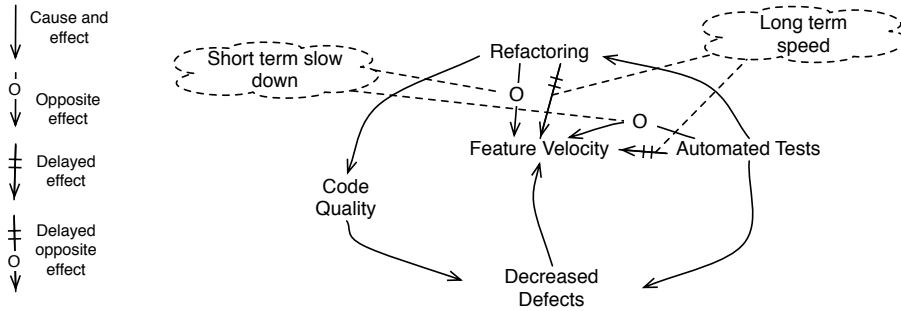 Cause and
effect
O
Opposite
effect
Delayed
effect
Delayed
opposite
effect
O
Short term slow
down
Refactoring
Long term
speed
O
O
Feature Velocity
Automated Tests
Code
Quality
Decreased
Defects